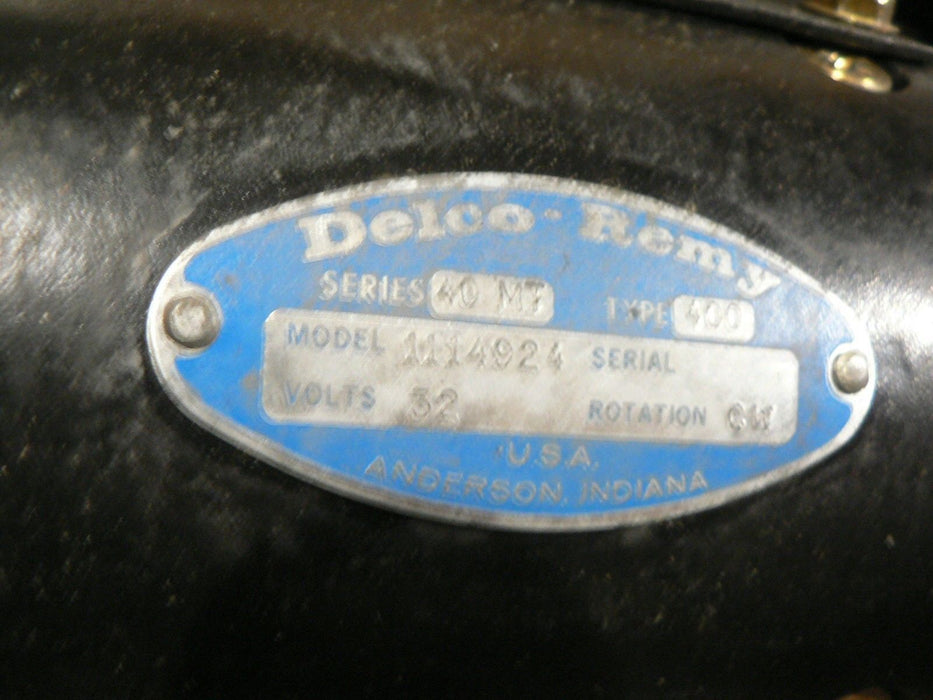 Delco-Remy
SERIES 40 MT TYPE 400
MODEL 1114924 SERIAL
VOLTS 32 ROTATION CW
U.S.A.
ANDERSON, INDIANA